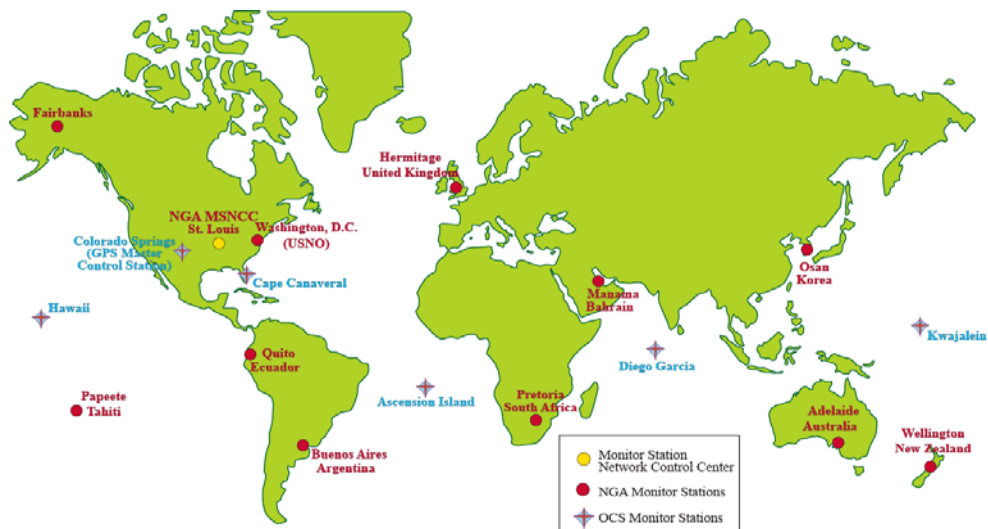 Fairbanks
Hermitage
United Kingdom
NGA MSNCC
St. Louis
Washington, D.C.
(USNO)
Colorado Springs
(GPS Master
Control Station)
Cape Canaveral
Hawaii
Osan
Korea
Manama
Bahrain
Kwajalein
Quito
Ecuador
Diego Garcia
Papeete
Tahiti
Ascension Island
Pretoria
South Africa
Adelaide
Australia
Wellington
New Zealand
Buenos Aires
Argentina
Monitor Station
Network Control Center
NGA Monitor Stations
OCS Monitor Stations